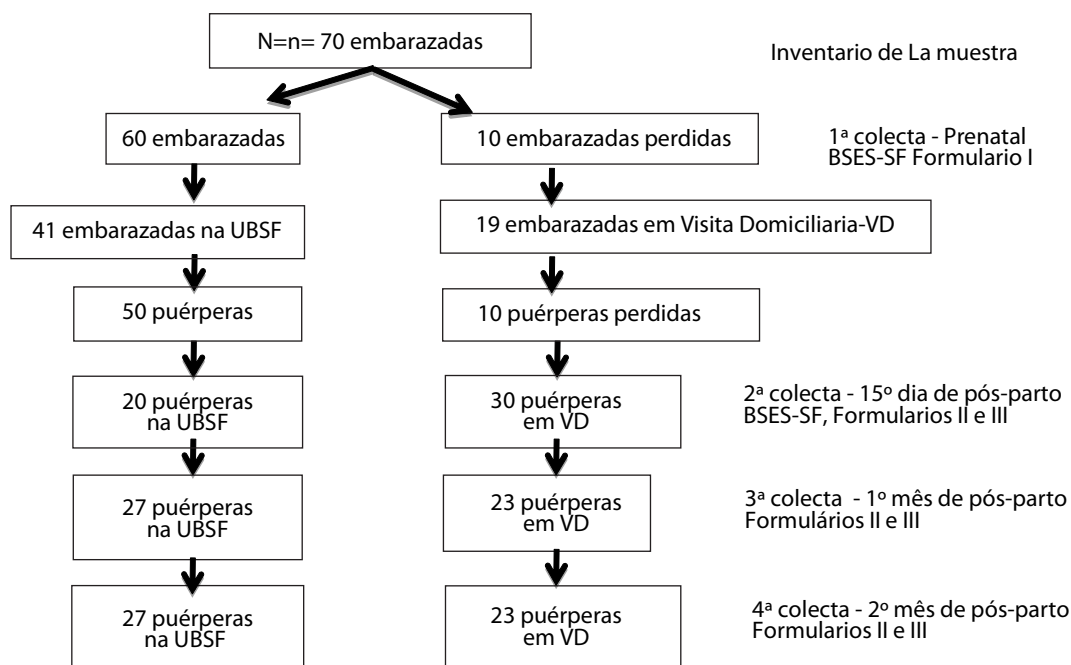 N=n= 70 embarazadas
Inventario de La muestra
60 embarazadas
10 embarazadas perdidas
1ª colecta - Prenatal
BSES-SF Formulario I
41 embarazadas na UBSF
19 embarazadas em Visita Domiciliaria-VD
50 puérperas
10 puérperas perdidas
20 puérperas
na UBSF
30 puérperas
em VD
2ª colecta - 15º dia de pós-parto
BSES-SF, Formularios II e III
27 puérperas
na UBSF
23 puérperas
em VD
3ª colecta - 1º mês de pós-parto
Formulários II e III
27 puérperas
na UBSF
23 puérperas
em VD
4ª colecta - 2º mês de pós-parto
Formularios II e III